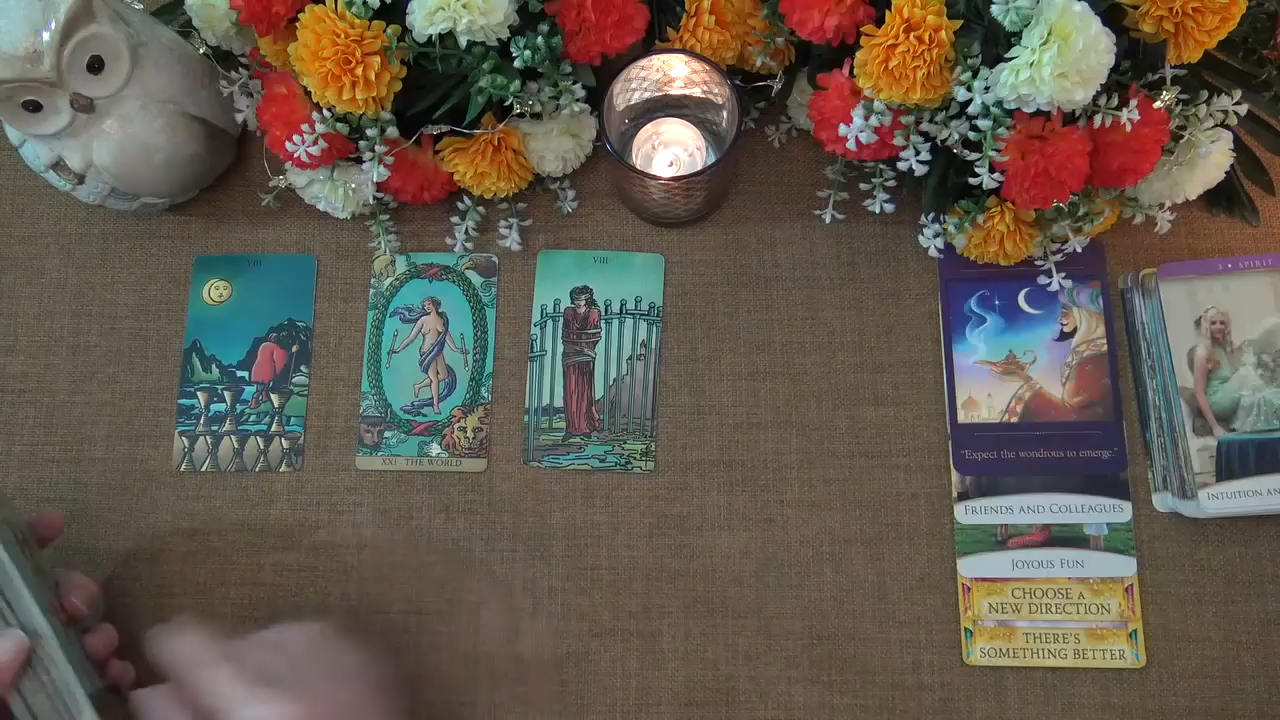 VIII
XXI - THE WORLD
VIII
"Expect the wondrous to emerge."
FRIENDS AND COLLEAGUES
JOYOUS FUN
CHOOSE A
NEW DIRECTION
THERE'S
SOMETHING BETTER
3 • SPIRIT
INTUITION AN